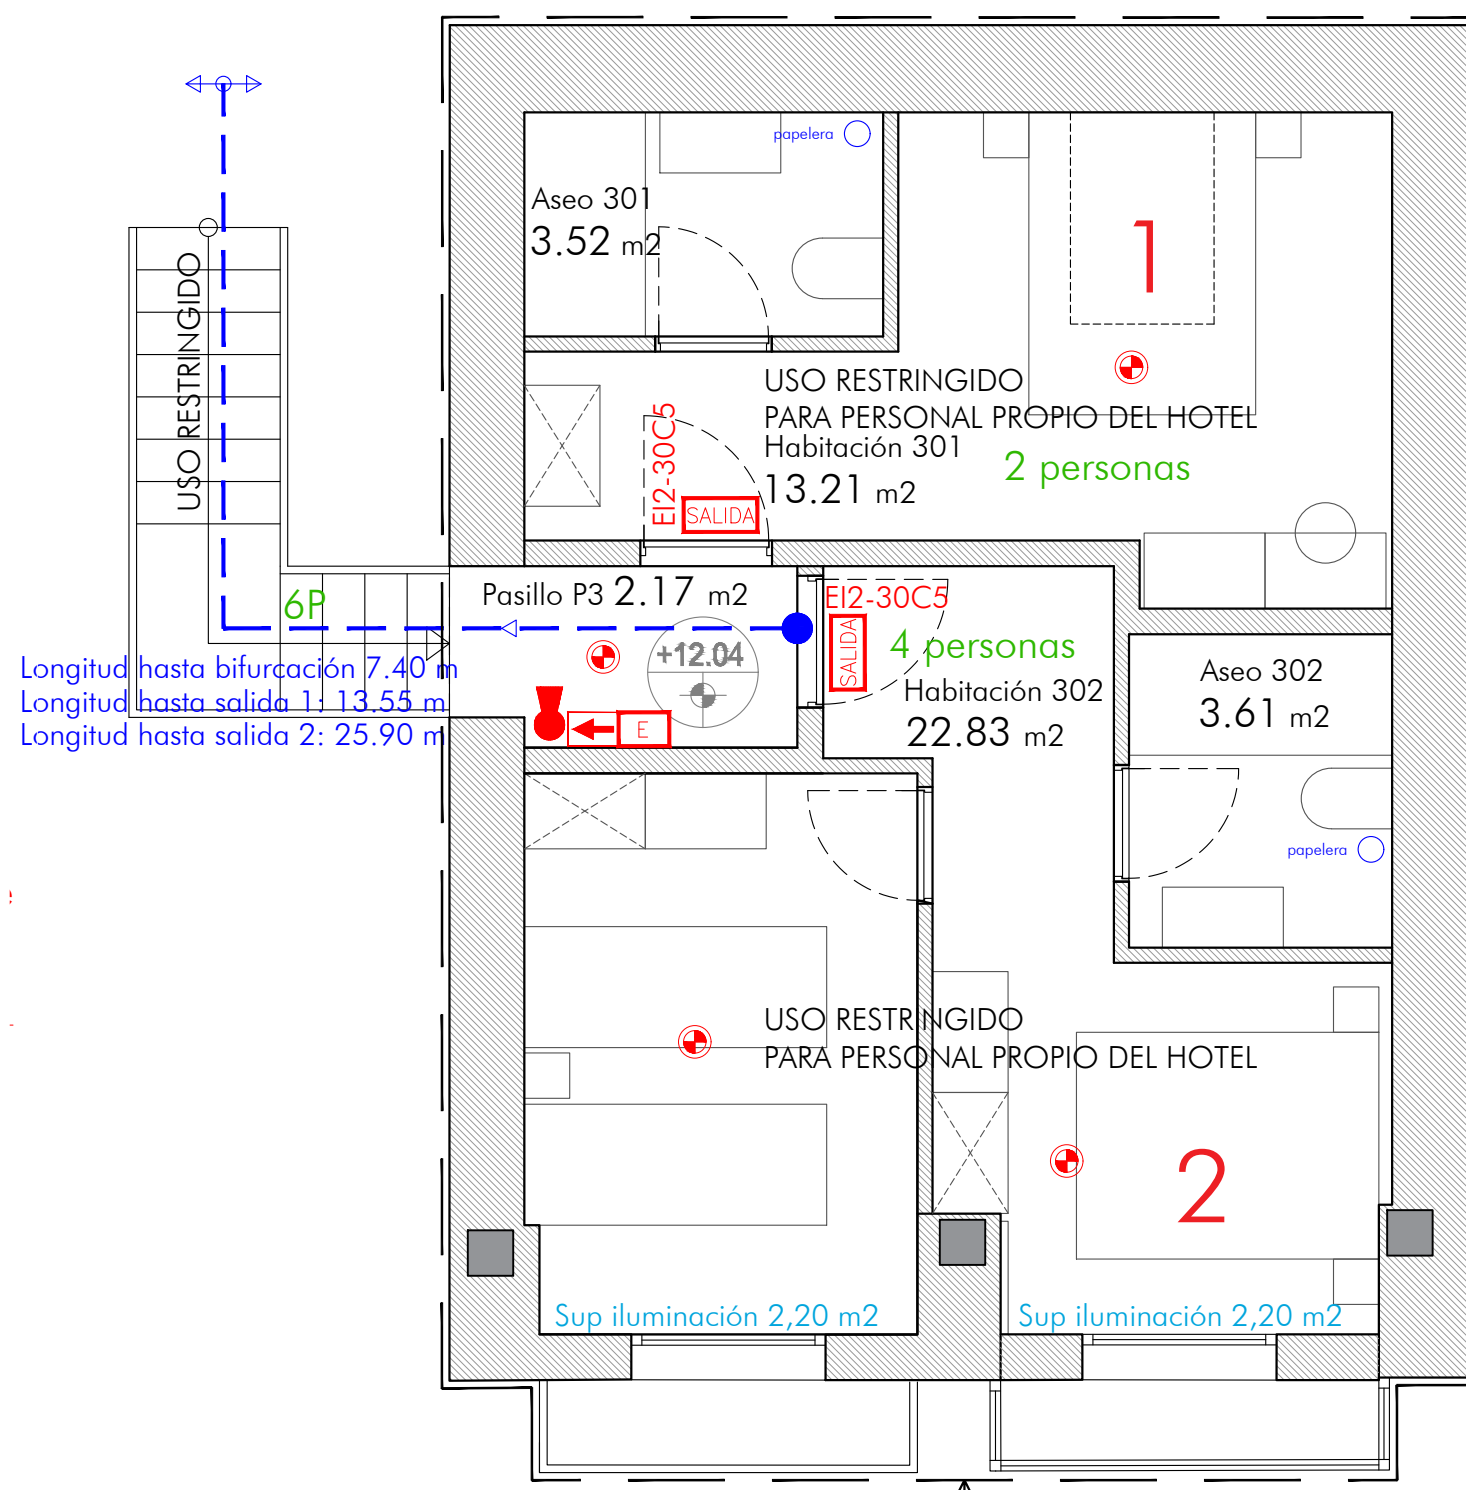 papelera
Aseo 301
3.52 m2
1
USO RESTRINGIDO
USO RESTRINGIDO
PARA PERSONAL PROPIO DEL HOTEL
Habitación 301
2 personas
13.21 m2
EI2-30C5
SALIDA
6P
Pasillo P3 2.17 m2
EI2-30C5
SALIDA
4 personas
+12.04
Longitud hasta bifurcación 7.40 m
Longitud hasta salida 1: 13.55 m
Longitud hasta salida 2: 25.90 m
E
Habitación 302
22.83 m2
Aseo 302
3.61 m2
papelera
USO RESTRINGIDO
PARA PERSONAL PROPIO DEL HOTEL
2
Sup iluminación 2,20 m2
Sup iluminación 2,20 m2